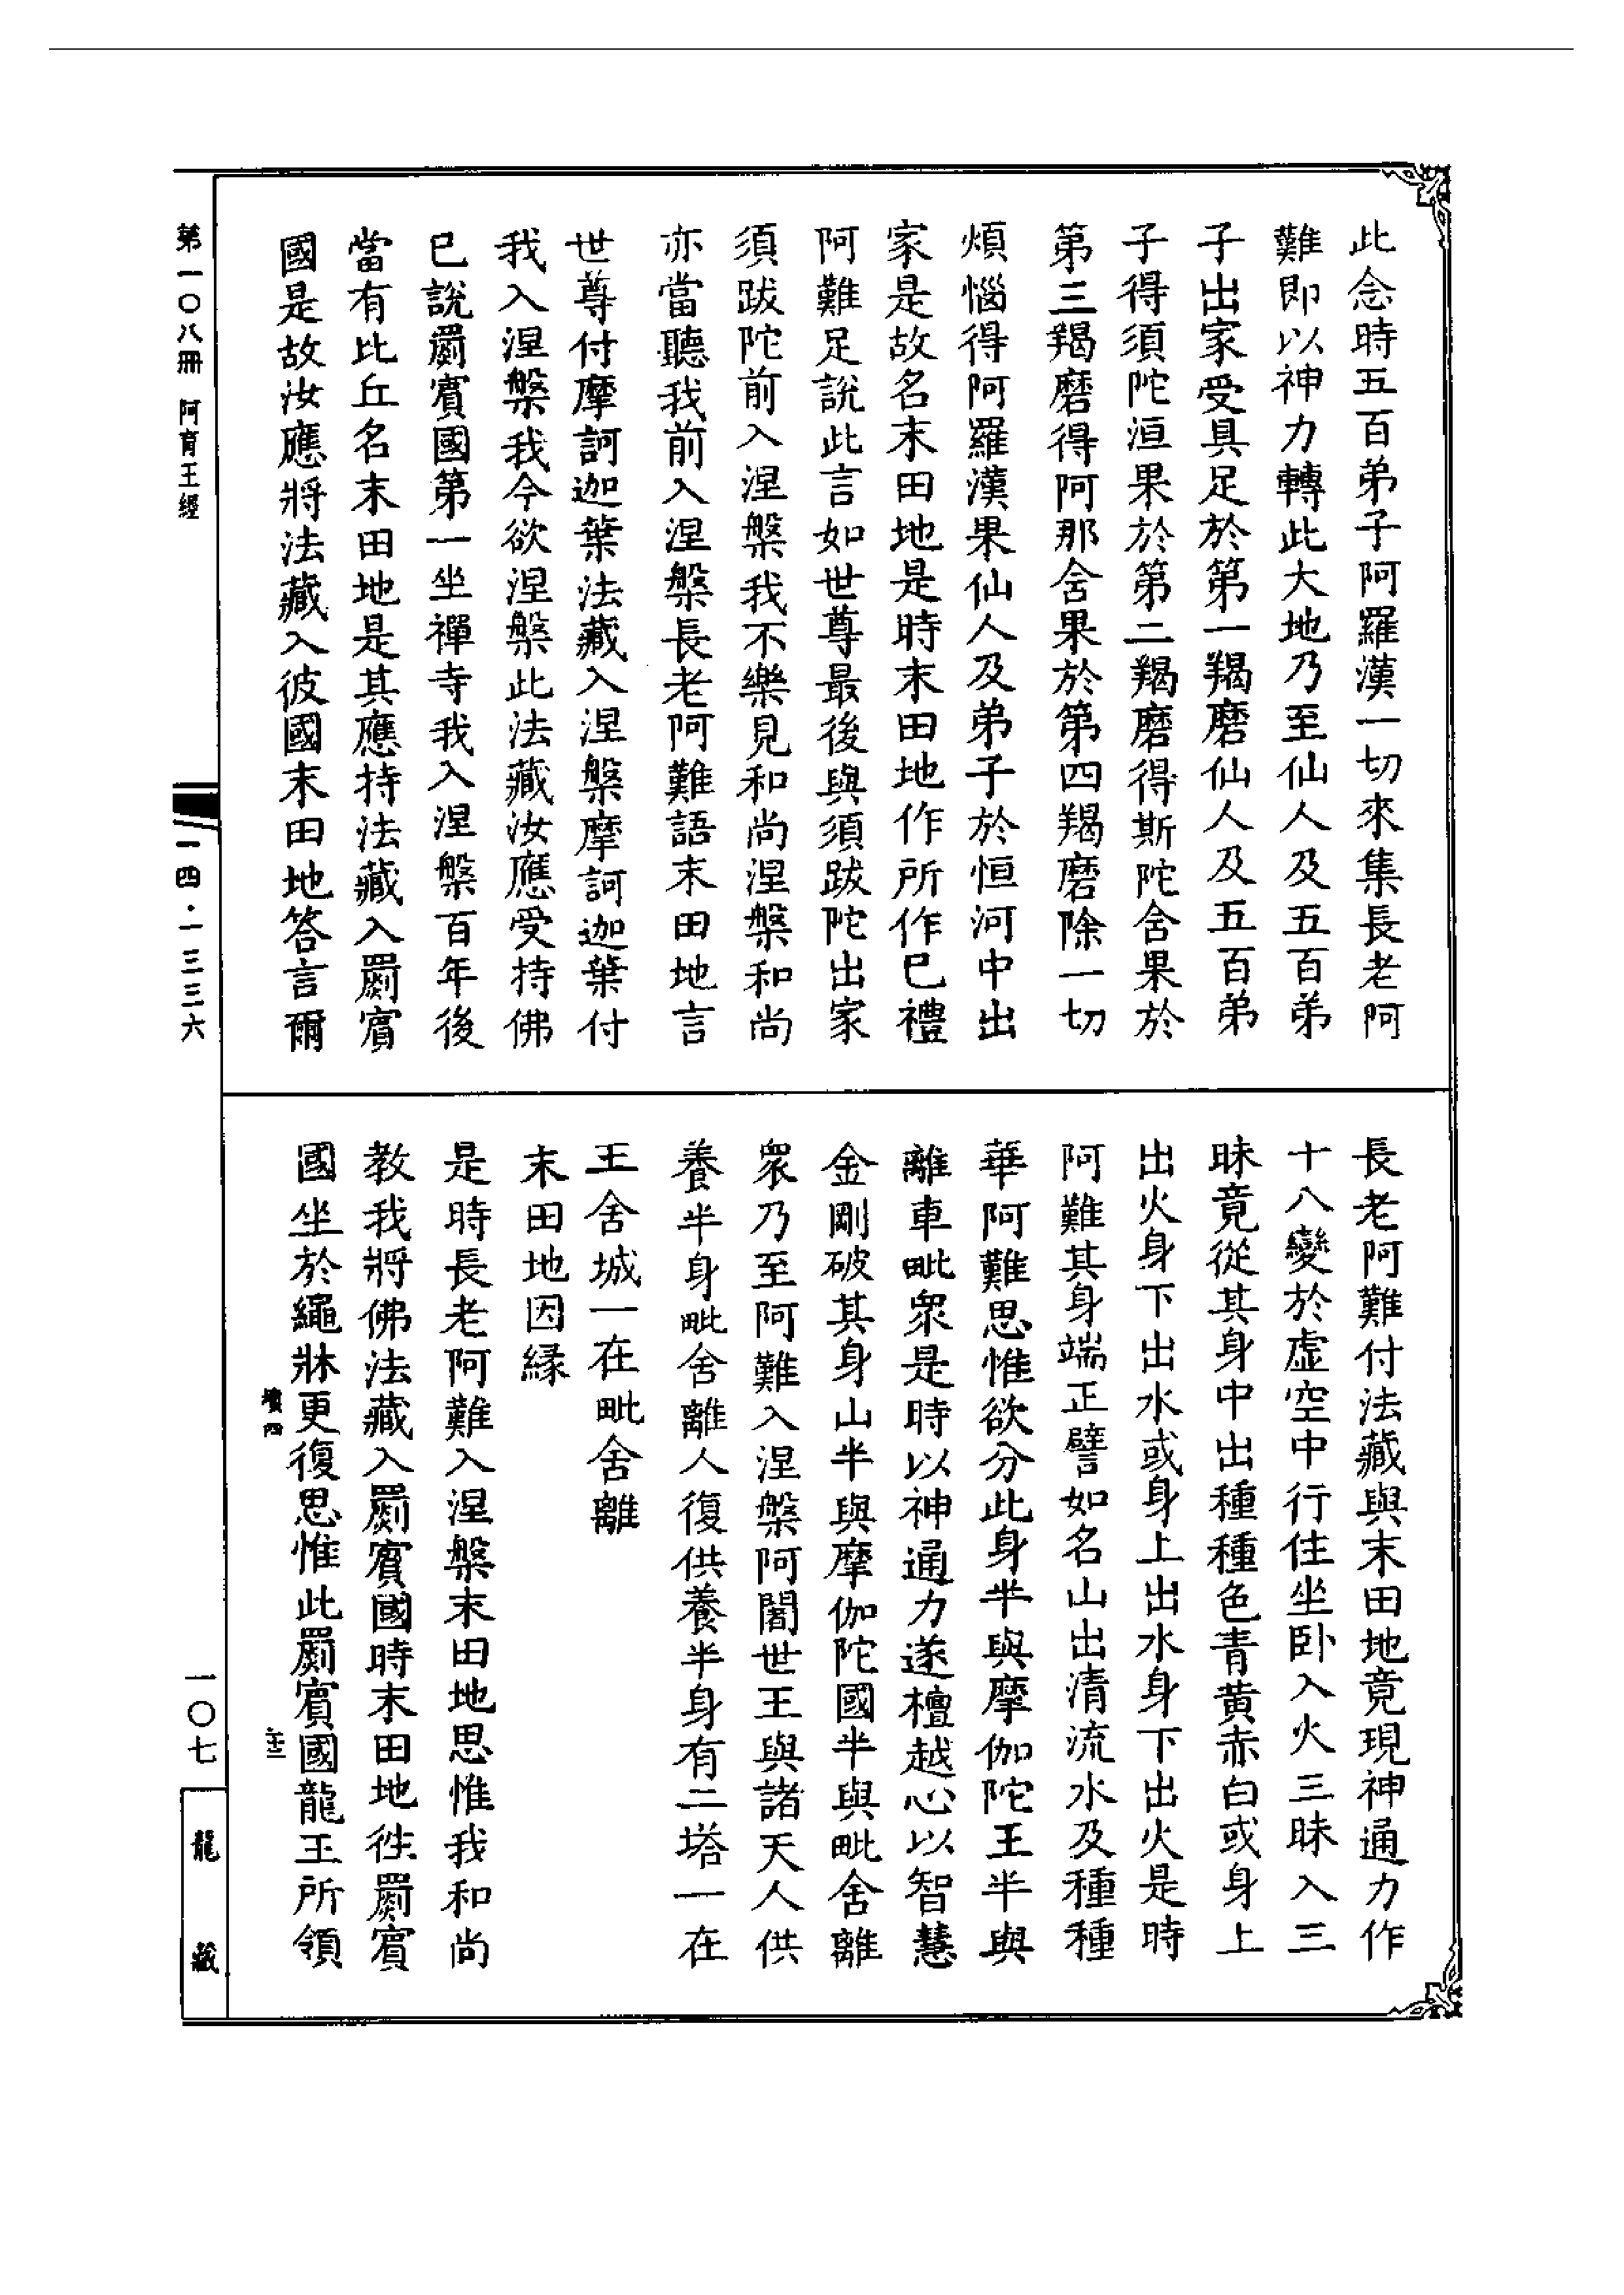 此念時五百弟子阿羅漢一切來集長老阿
難即以神力轉此大地乃至仙人及五百弟
子出家受具足於第一羯磨仙人及五百弟
子得須陀洹果於第二羯磨得斯陀舍果於
第三羯磨得阿那舍果於第四羯磨除一切
煩惱得阿羅漢果仙人及弟子於恒河中出
家是故名末田地是時末田地作所作已禮
阿難足說此言如世尊最後與須跋陀出家
須跋陀前入涅槃我不樂見和尚涅槃和尚
亦當聽我前入涅槃長老阿難語末田地言
世尊付摩訶迦葉法藏入涅槃摩訶迦葉付
我入涅槃我今欲涅槃此法藏汝應受持佛
已說罽賓國第一坐禪寺我入涅槃百年後
當有比丘名末田地是其應持法藏入罽賓
國是故汝應將法藏入彼國末田地答言爾
長老阿難付法藏與末田地竟現神通力作
十八變於虛空中行住坐卧入火三昧入三
昧竟從其身中出種種色青黃赤白或身上
出火身下出水或身上出水身下出火是時
阿難其身端正譬如名山出清流水及種種
華阿難思惟欲分此身半與摩伽陀王半與
離車毗衆是時以神通力遂檀越心以智慧
金剛破其身山半與摩伽陀國半與毗舍離
衆乃至阿難入涅槃阿闍世王與諸天人供
養半身毗舍離人復供養半身有二塔一在
王舍城一在毗舍離
末田地因緣
是時長老阿難入涅槃末田地思惟我和尚
教我將佛法藏入罽賓國時末田地徃罽賓
國坐於繩牀更復思惟此罽賓國龍王所領
第一〇八冊 阿育王經
一四·一三三六
一〇七
龍藏